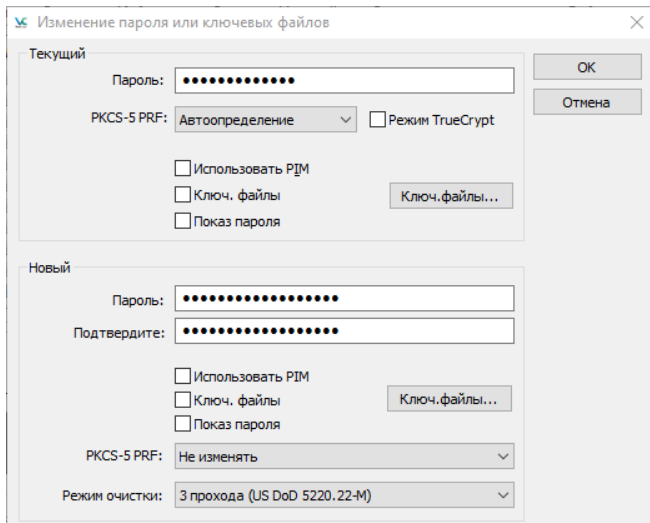 Изменение пароля или ключевых файлов
Текущий
Пароль: •••••••••••••
OK
PKCS-5 PRF: Автоопределение Режим TrueCrypt
Отмена
Использовать PIM
Ключ. файлы Ключ.файлы...
Показ пароля
Новый
Пароль: ••••••••••••••••••
Подтвердите: ••••••••••••••••••
Использовать PIM
Ключ. файлы Ключ.файлы...
Показ пароля
PKCS-5 PRF: Не изменять
Режим очистки: 3 прохода (US DoD 5220.22-M)